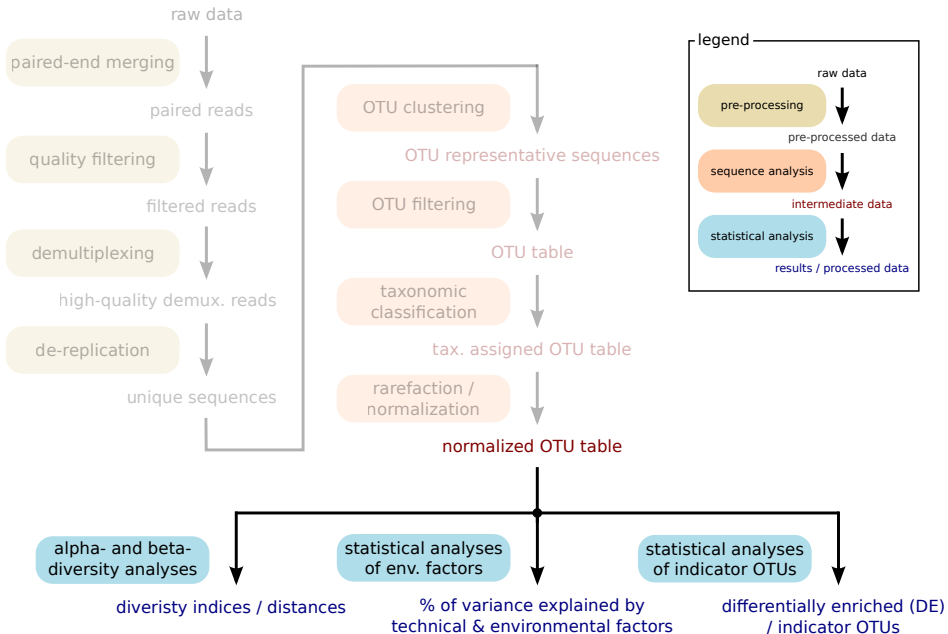 raw data
paired-end merging
paired reads
quality filtering
filtered reads
demultiplexing
high-quality demux. reads
de-replication
unique sequences
OTU clustering
OTU representative sequences
OTU filtering
OTU table
taxonomic
classification
tax. assigned OTU table
rarefaction /
normalization
normalized OTU table
legend
raw data
pre-processing
pre-processed data
sequence analysis
intermediate data
statistical analysis
results / processed data
alpha- and beta-
diversity analyses
diveristy indices / distances
statistical analyses
of env. factors
% of variance explained by
technical & environmental factors
statistical analyses
of indicator OTUs
differentially enriched (DE)
/ indicator OTUs